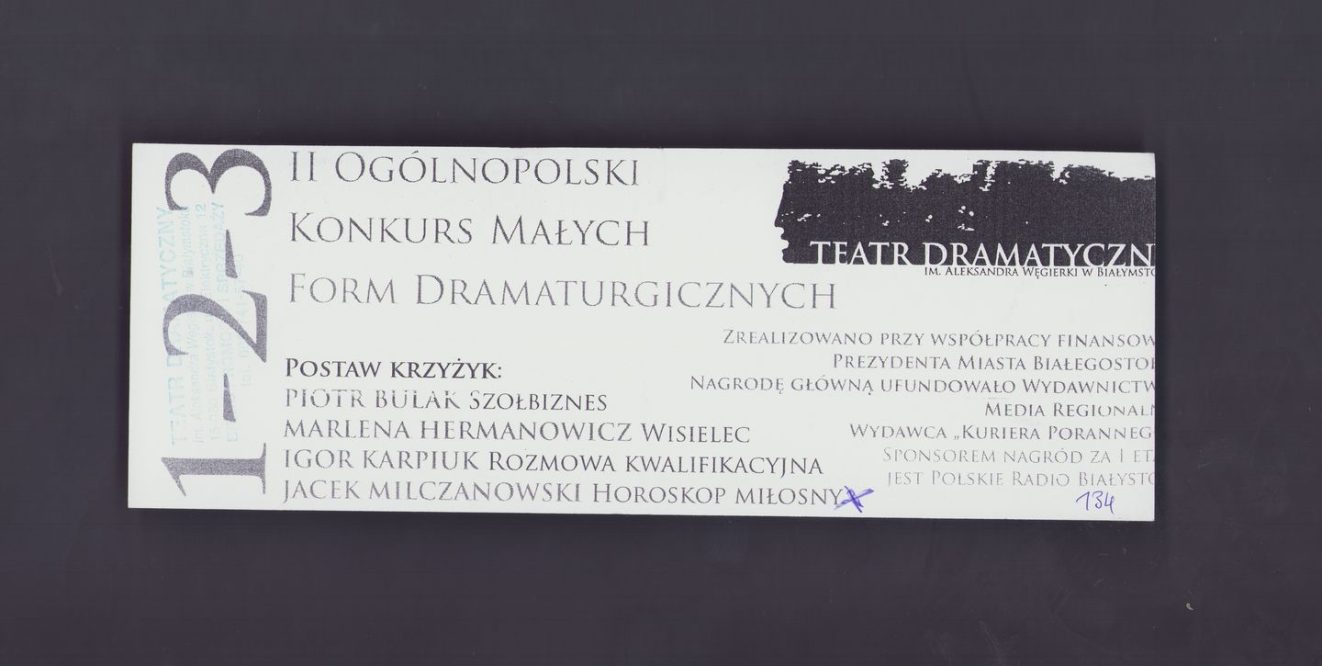 1-2-3
II OGÓLNOPOLSKI
KONKURS MAŁYCH
FORM DRAMATURGICZNYCH
TEATR DRAMATYCZN
IM. ALEKSANDRA WĘGIERKI W BIAŁYMSTO
POSTAW KRZYŻYK:
PIOTR BULAK SZOŁBIZNES
MARLENA HERMANOWICZ WISIELEC
IGOR KARPIUK ROZMOWA KWALIFIKACYJNA
JACEK MILCZANOWSKI HOROSKOP MIŁOSNY X
ZREALIZOWANO PRZY WSPÓŁPRACY FINANSOW
PREZYDENTA MIASTA BIAŁEGOSTO
NAGRODĘ GŁÓWNĄ UFUNDOWAŁO WYDAWNICTW
MEDIA REGIONALN
WYDAWCA „KURIERA PORANNEG
SPONSOREM NAGRÓD ZA I ETA
JEST POLSKIE RADIO BIAŁYSTO
134